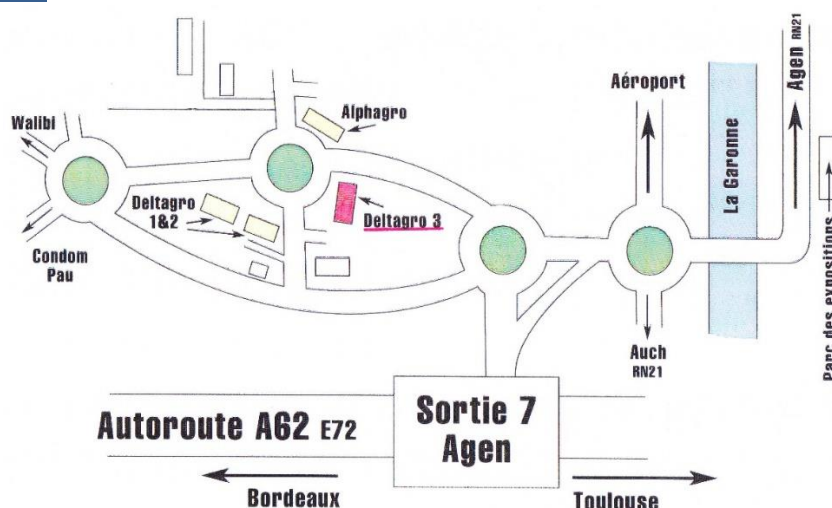 Agen RN21
Aéroport
Alphagro
Walibi
La Garonne
Deltagro
1&2
Deltagro 3
Condom
Pau
Parc des expositions
Auch
RN21
Autoroute A62 E72
Sortie 7
Agen
Bordeaux
Toulouse